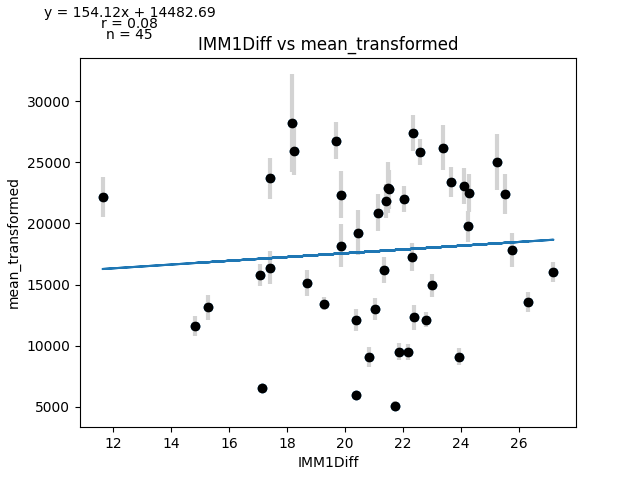 y = 154.12x + 14482.69
r = 0.08
n = 45
IMM1Diff vs mean_transformed
30000
25000
20000
15000
10000
5000
mean_transformed
12 14 16 18 20 22 24 26
IMM1Diff